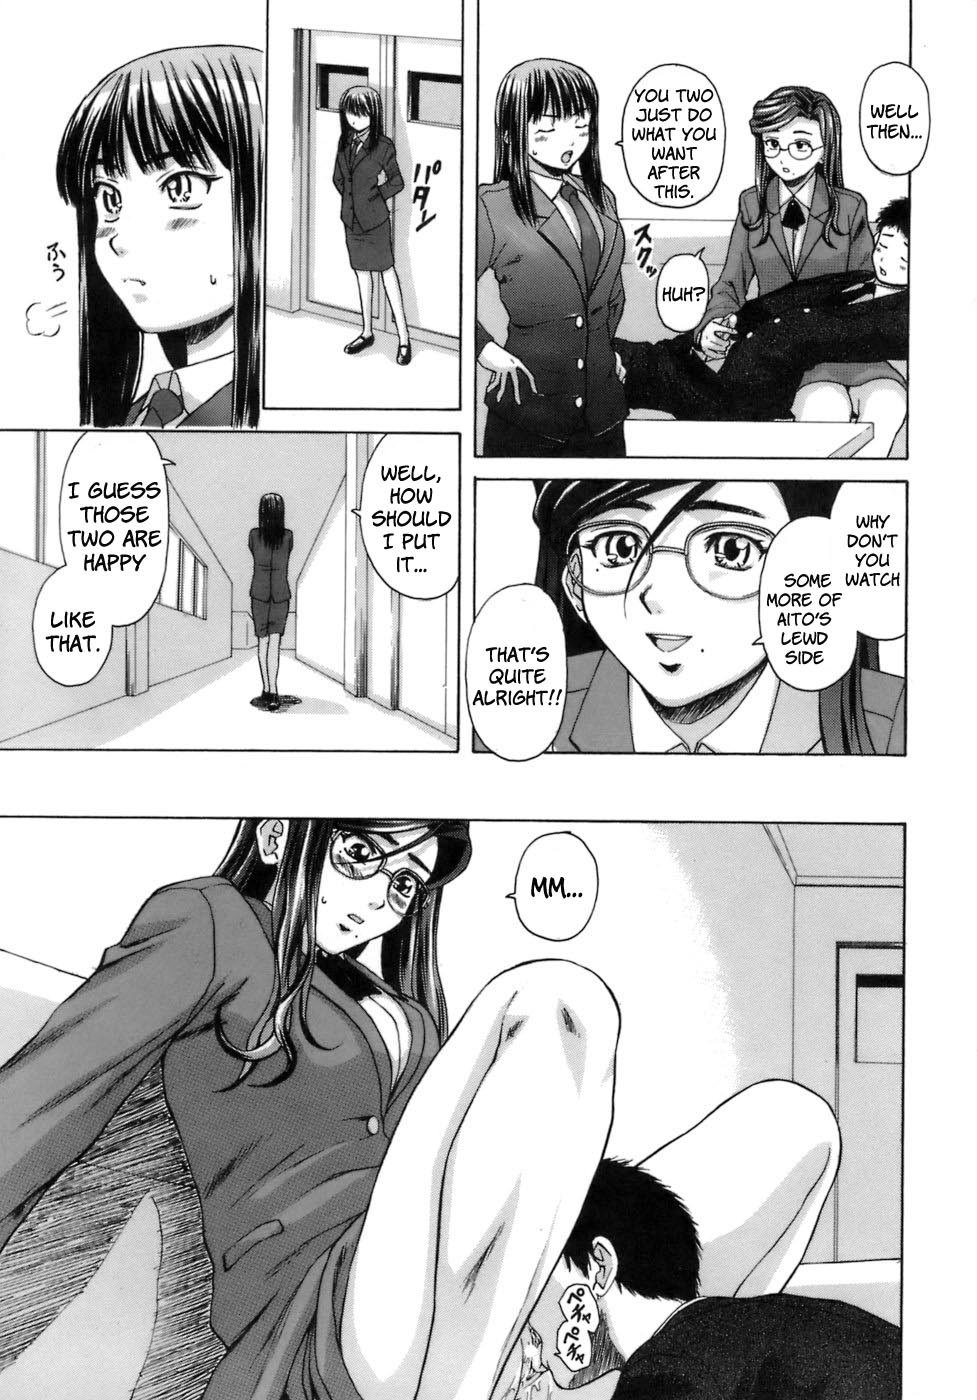 WELL
THEN...
YOU TWO
JUST DO
WHAT YOU
WANT
AFTER
THIS.
HUH?
スクッ
パタン
ふぅ
WHY
DON'T
YOU
WATCH
SOME
MORE OF
AITO'S
LEWD
SIDE
THAT'S
QUITE
ALRIGHT!!
WELL,
HOW
SHOULD
I PUT
IT...
I GUESS
THOSE
TWO ARE
HAPPY
LIKE
THAT.
MM...
ペチャ
ペチャ